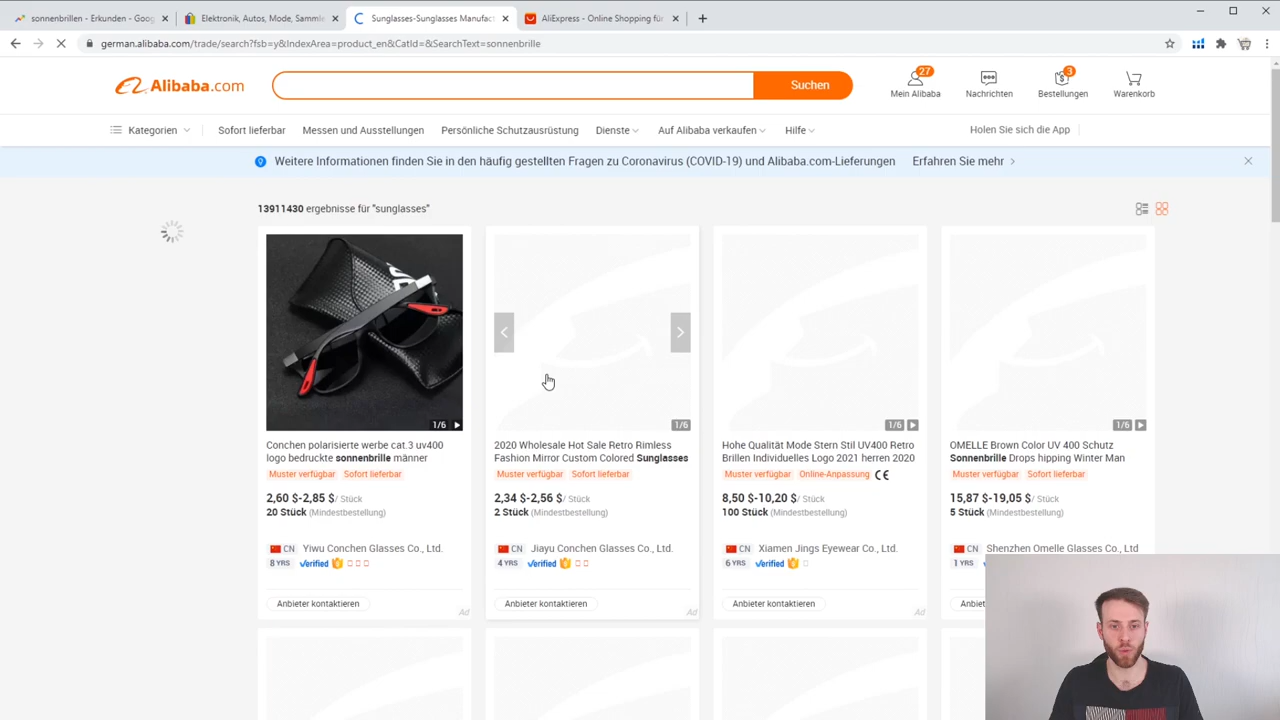 sonnenbrillen - Erkunden - Goog
Elektronik, Autos, Mode, Sammle
Sunglasses-Sunglasses Manufact
AliExpress - Online Shopping für
german.alibaba.com/trade/search?fsb=y&IndexArea=product_en&CatId=&SearchText=sonnenbrille
Alibaba.com
Suchen
27
3
Mein Alibaba
Nachrichten
Bestellungen
Warenkorb
Kategorien
Sofort lieferbar
Messen und Ausstellungen
Persönliche Schutzausrüstung
Dienste
Auf Alibaba verkaufen
Hilfe
Holen Sie sich die App
Weitere Informationen finden Sie in den häufig gestellten Fragen zu Coronavirus (COVID-19) und Alibaba.com-Lieferungen
Erfahren Sie mehr
13911430 ergebnisse für "sunglasses"
1/6
Conchen polarisierte werbe cat.3 uv400
logo bedruckte sonnenbrille männer
Muster verfügbar Sofort lieferbar
2,60 $-2,85 $/ Stück
20 Stück (Mindestbestellung)
CN Yiwu Conchen Glasses Co., Ltd.
8 YRS Verified
Anbieter kontaktieren
Ad
1/6
2020 Wholesale Hot Sale Retro Rimless
Fashion Mirror Custom Colored Sunglasses
Muster verfügbar Sofort lieferbar
2,34 $-2,56 $/ Stück
2 Stück (Mindestbestellung)
CN Jiayu Conchen Glasses Co., Ltd.
4 YRS Verified
Anbieter kontaktieren
Ad
1/6
Hohe Qualität Mode Stern Stil UV400 Retro
Brillen Individuelles Logo 2021 herren 2020
Muster verfügbar Online-Anpassung CE
8,50 $-10,20 $/ Stück
100 Stück (Mindestbestellung)
CN Xiamen Jings Eyewear Co., Ltd.
6 YRS Verified
Anbieter kontaktieren
Ad
1/6
OMELLE Brown Color UV 400 Schutz
Sonnenbrille Drops hipping Winter Man
Muster verfügbar Sofort lieferbar
15,87 $-19,05 $/ Stück
5 Stück (Mindestbestellung)
CN Shenzhen Omelle Glasses Co., Ltd
1 YRS